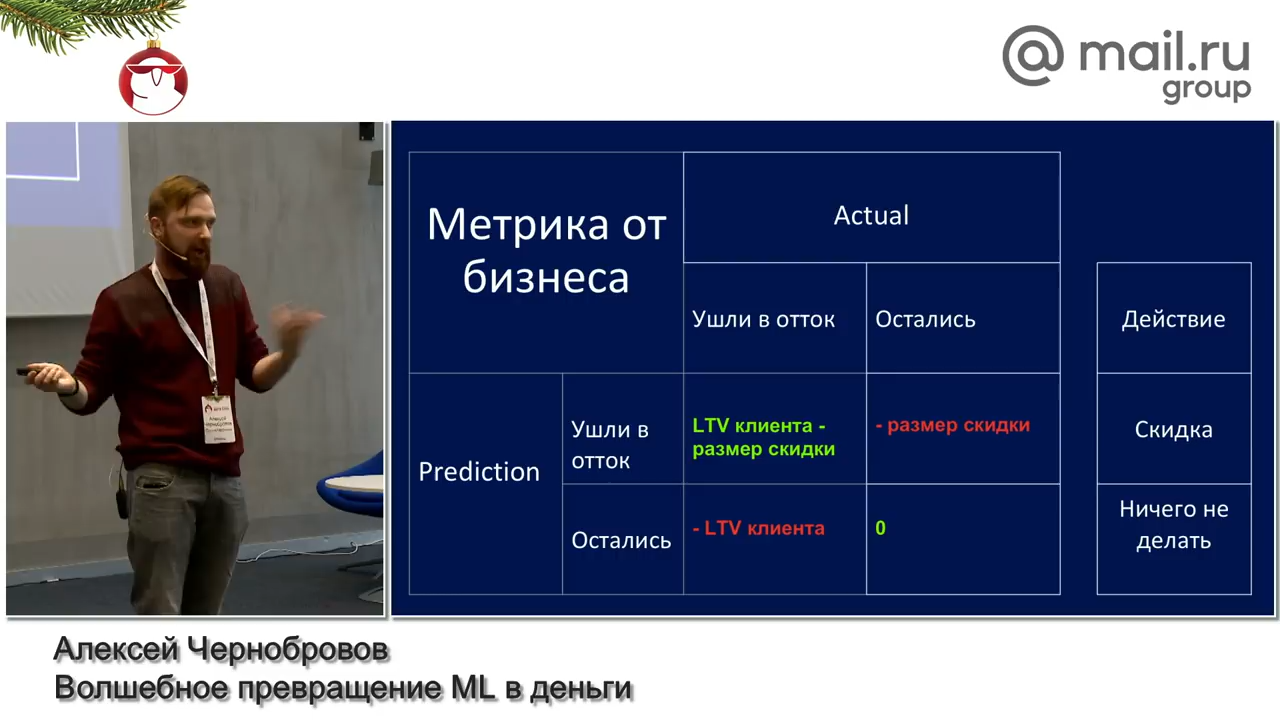 @ mail.ru
group
Метрика от
бизнеса
Actual
Ушли в отток
Остались
Действие
Prediction
Ушли в
отток
LTV клиента -
размер скидки
- размер скидки
Скидка
Остались
- LTV клиента
0
Ничего не
делать
Алексей Чернобровов
Волшебное превращение ML в деньги